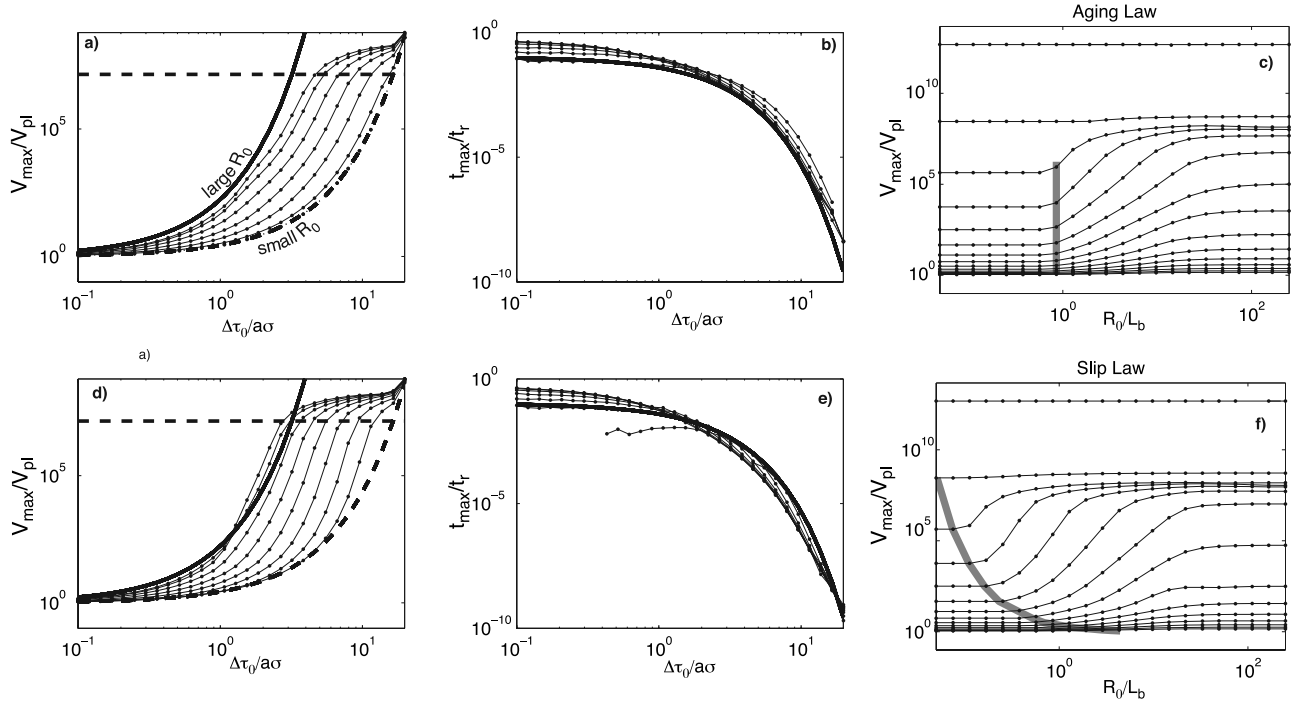 Aging Law
a)
b)
c)
V_max/V_pl
10^5
10^0
large R_0
small R_0
10^-1
10^0
10^1
Δτ_0/aσ
t_max/t_r
10^0
10^-5
10^-10
10^-1
10^0
10^1
Δτ_0/aσ
V_max/V_pl
10^10
10^5
10^0
10^0
10^2
R_0/L_b
a)
Slip Law
d)
e)
f)
V_max/V_pl
10^5
10^0
10^-1
10^0
10^1
Δτ_0/aσ
t_max/t_r
10^0
10^-5
10^-10
10^-1
10^0
10^1
Δτ_0/aσ
V_max/V_pl
10^10
10^5
10^0
10^0
10^2
R_0/L_b